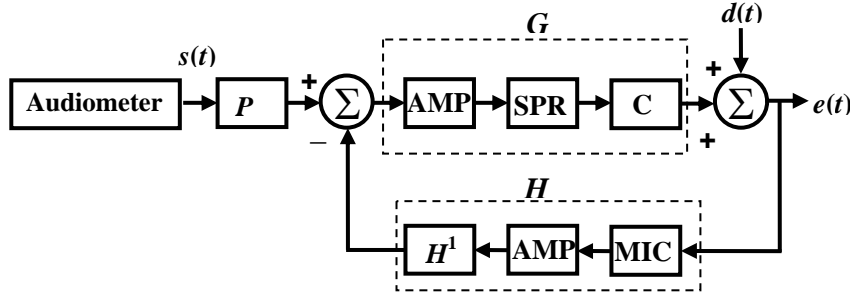 G
d(t)
s(t)
Audiometer
P
+
Σ
−
AMP
SPR
C
+
+
Σ
e(t)
H
H¹
AMP
MIC